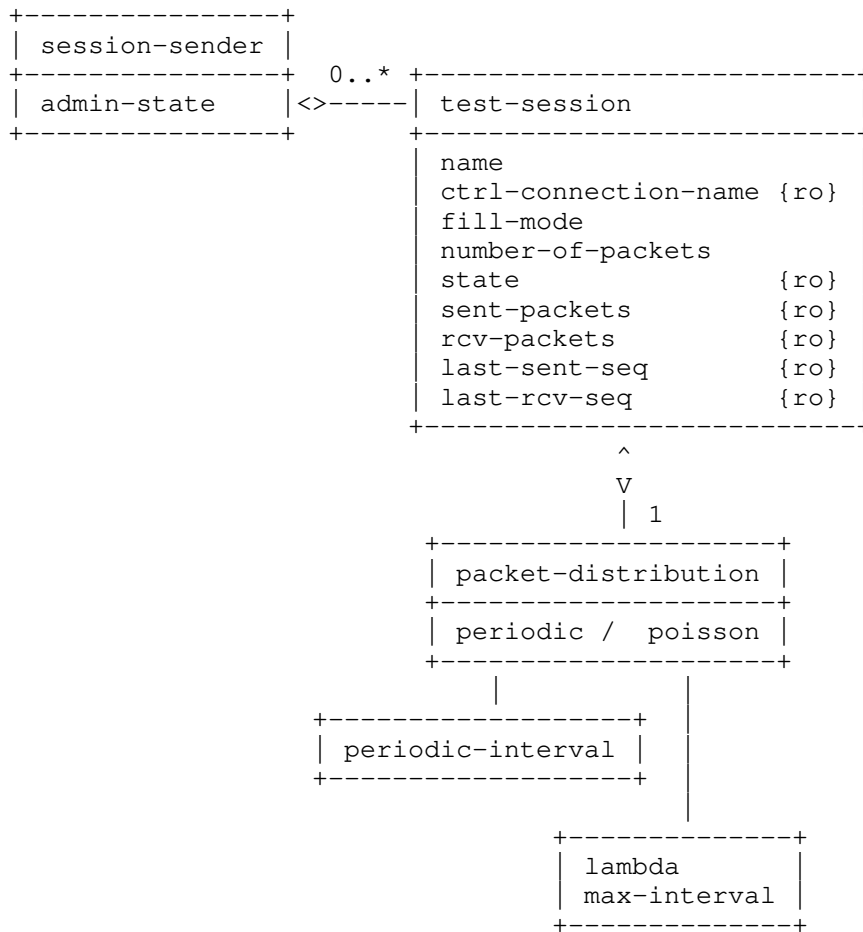 session-sender
0..*
admin-state <> test-session
name
ctrl-connection-name {ro}
fill-mode
number-of-packets
state {ro}
sent-packets {ro}
rcv-packets {ro}
last-sent-seq {ro}
last-rcv-seq {ro}
^
V
1
packet-distribution
periodic / poisson
periodic-interval
lambda
max-interval